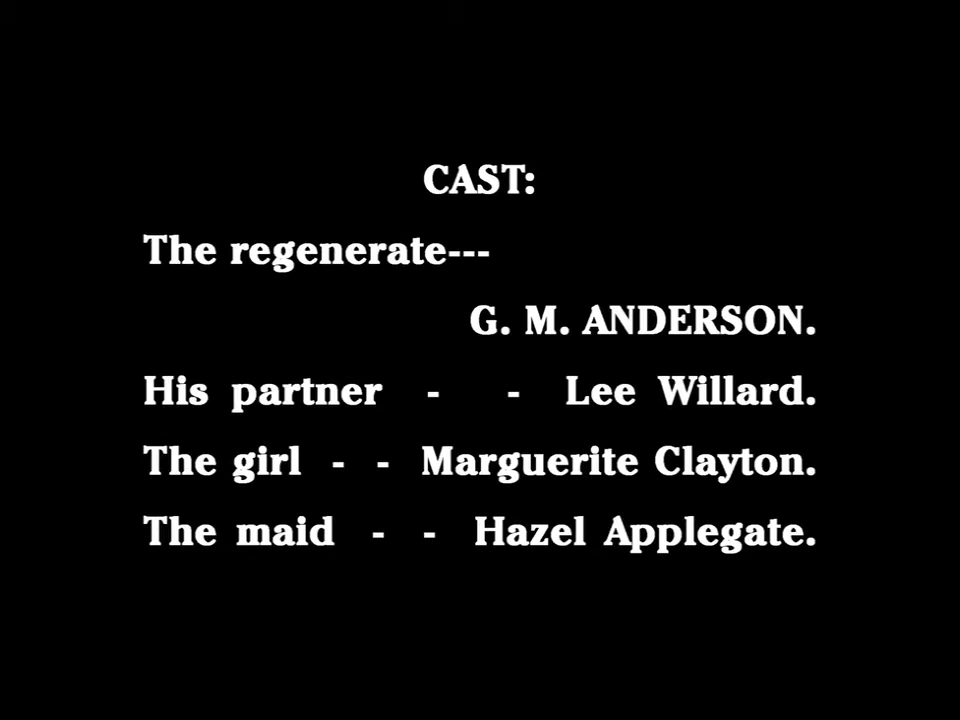 CAST:
The regenerate---
G. M. ANDERSON.
His partner - - Lee Willard.
The girl - - Marguerite Clayton.
The maid - - Hazel Applegate.